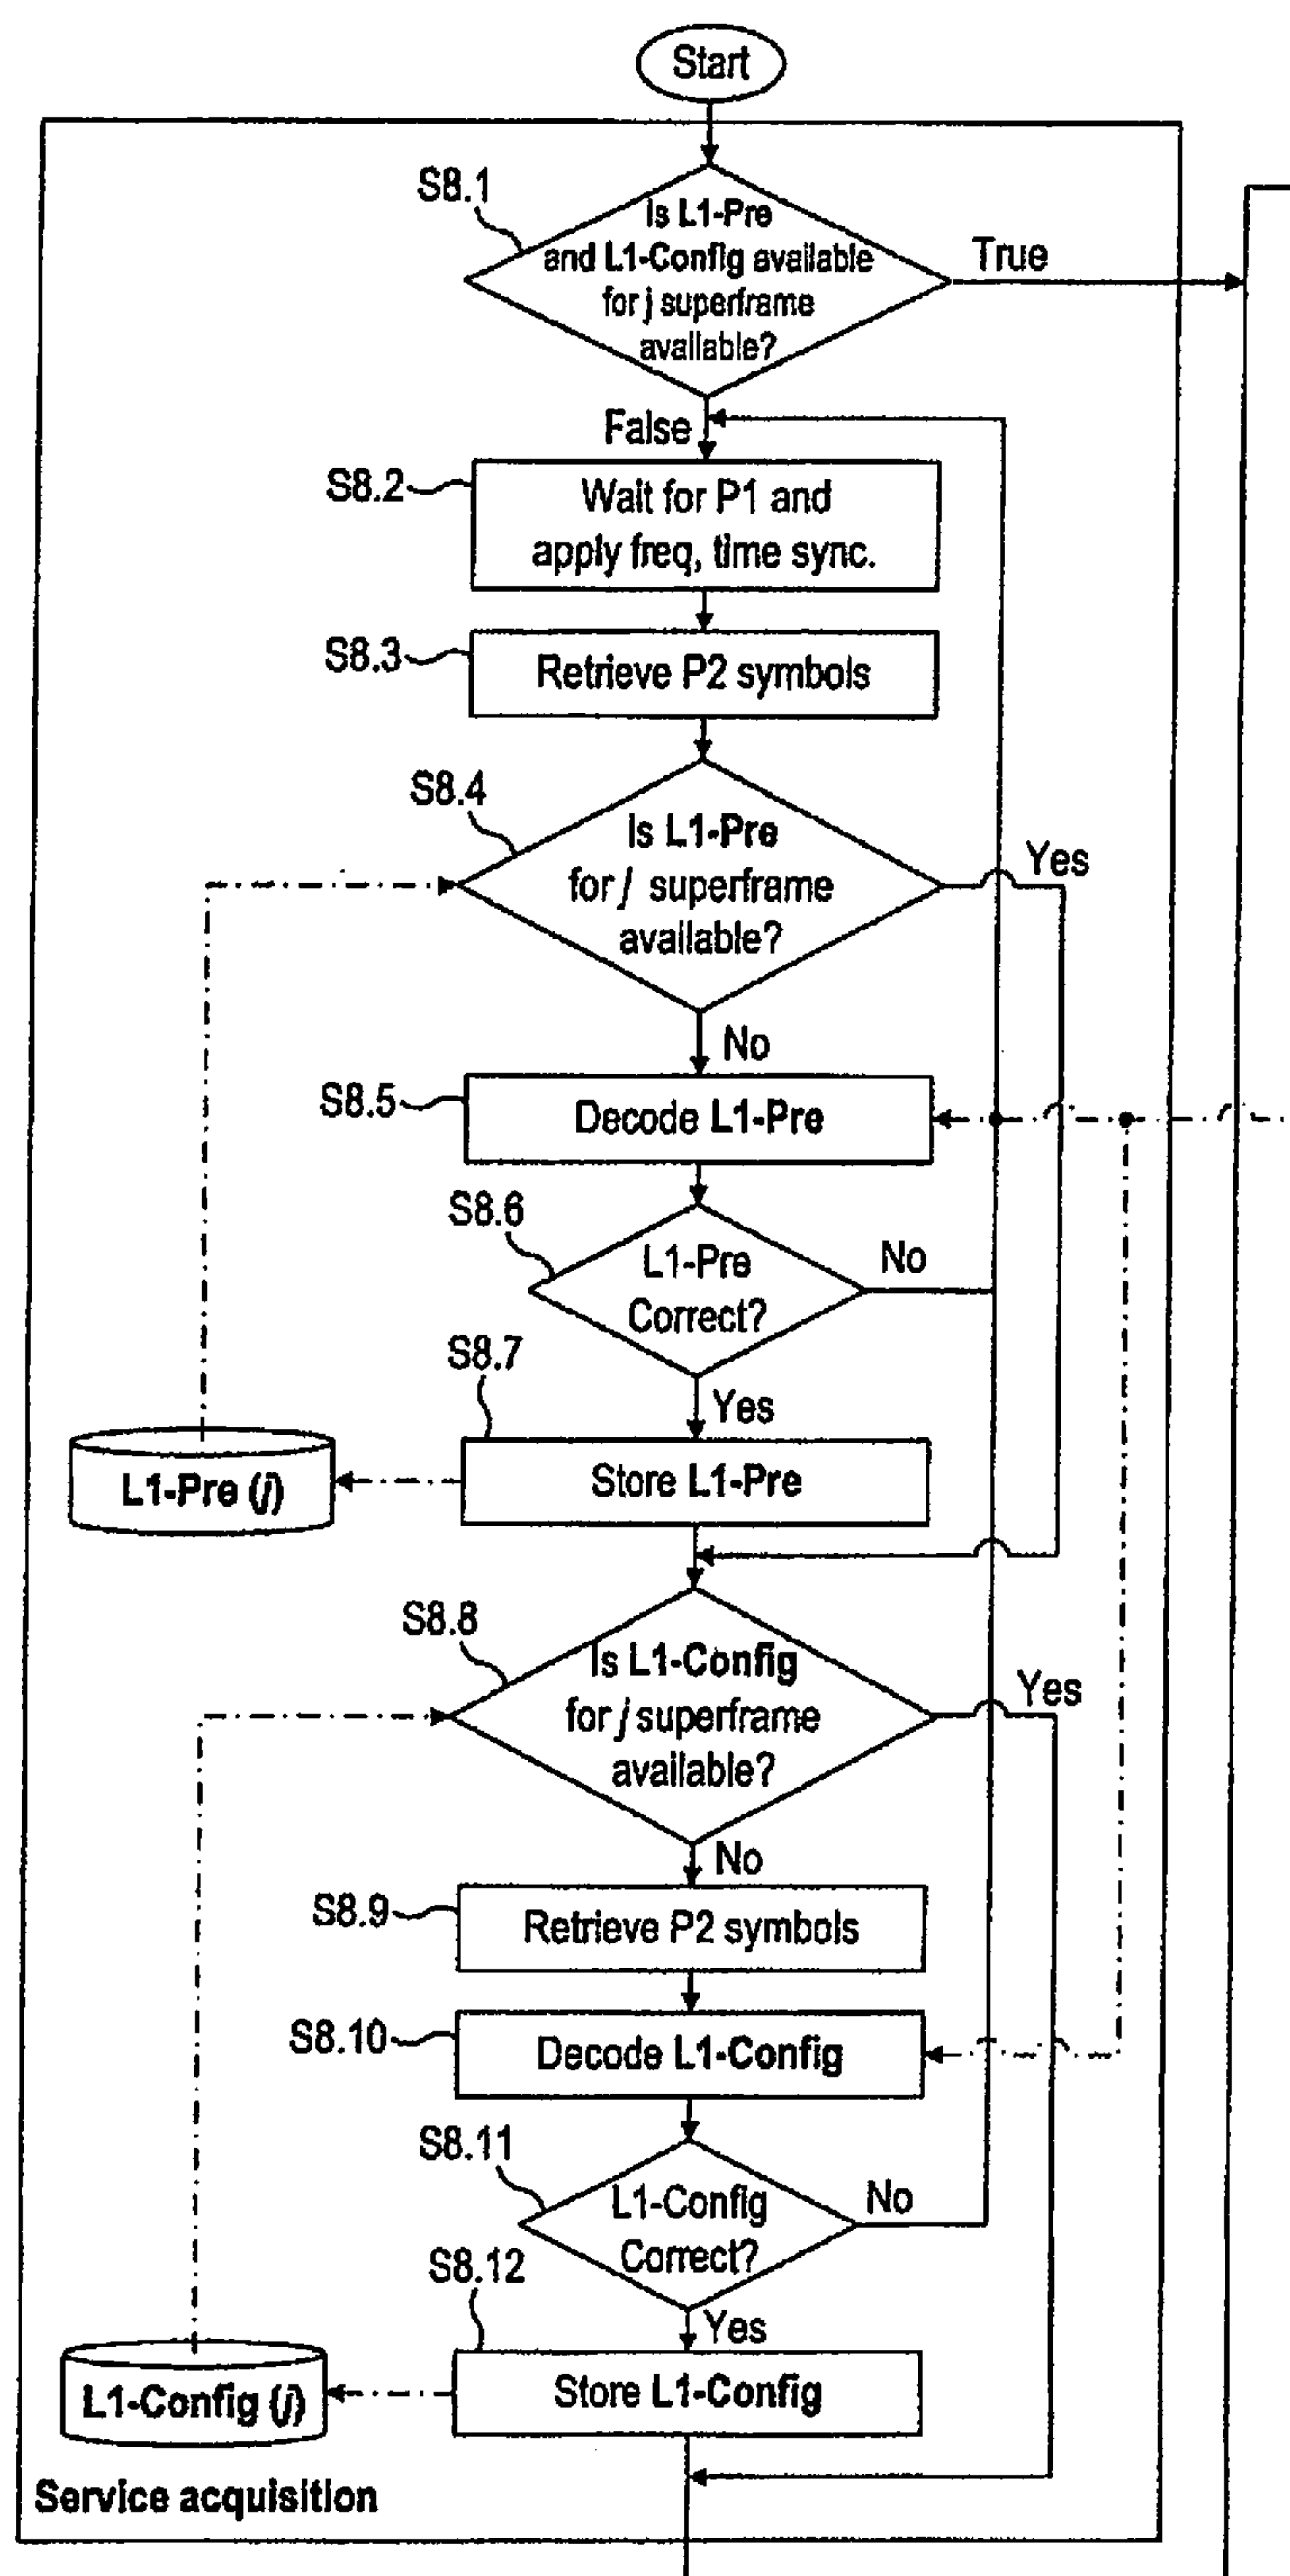 Start
S8.1
Is L1-Pre
and L1-Config available
for j superframe
available?
True
False
S8.2
Wait for P1 and
apply freq, time sync.
S8.3
Retrieve P2 symbols
S8.4
Is L1-Pre
for j superframe
available?
Yes
No
S8.5
Decode L1-Pre
S8.6
L1-Pre
Correct?
No
S8.7
Yes
Store L1-Pre
L1-Pre (j)
S8.8
Is L1-Config
for j superframe
available?
Yes
No
S8.9
Retrieve P2 symbols
S8.10
Decode L1-Config
S8.11
L1-Config
Correct?
No
S8.12
Yes
Store L1-Config
L1-Config (j)
Service acquisition